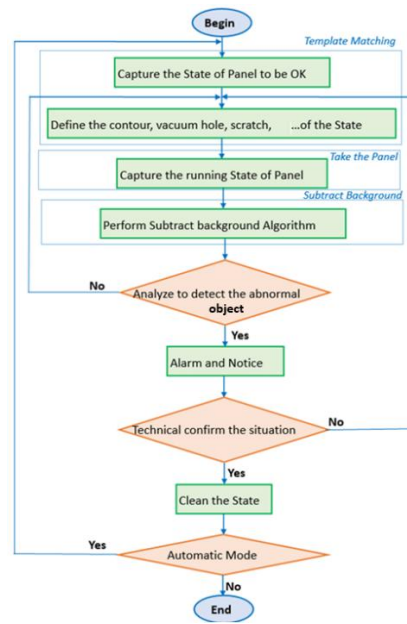 Begin
Template Matching
Capture the State of Panel to be OK
Define the contour, vacuum hole, scratch, ...of the State
Take the Panel
Capture the running State of Panel
Subtract Background
Perform Subtract background Algorithm
No
Analyze to detect the abnormal
object
Yes
Alarm and Notice
No
Technical confirm the situation
Yes
Clean the State
Yes
Automatic Mode
No
End